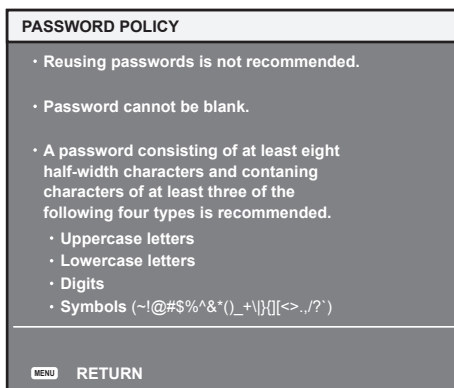 PASSWORD POLICY
・Reusing passwords is not recommended.
・Password cannot be blank.
・A password consisting of at least eight
half-width characters and contaning
characters of at least three of the
following four types is recommended.
・Uppercase letters
・Lowercase letters
・Digits
・Symbols (~!@#$%^&*()_+\|}{][<>.,/?`)
MENU RETURN